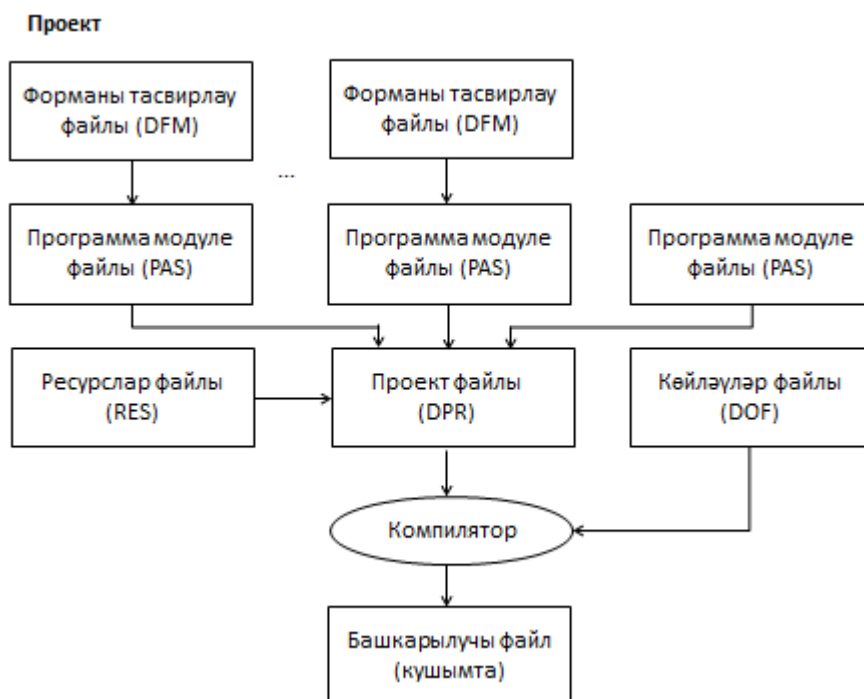 Проект
Форманы тасвирлау
файлы (DFM)
Форманы тасвирлау
файлы (DFM)
...
Программа модуле
файлы (PAS)
Программа модуле
файлы (PAS)
Программа модуле
файлы (PAS)
Ресурслар файлы
(RES)
Проект файлы
(DPR)
Көйләүләр файлы
(DOF)
Компилятор
Башкарылучы файл
(кушымта)